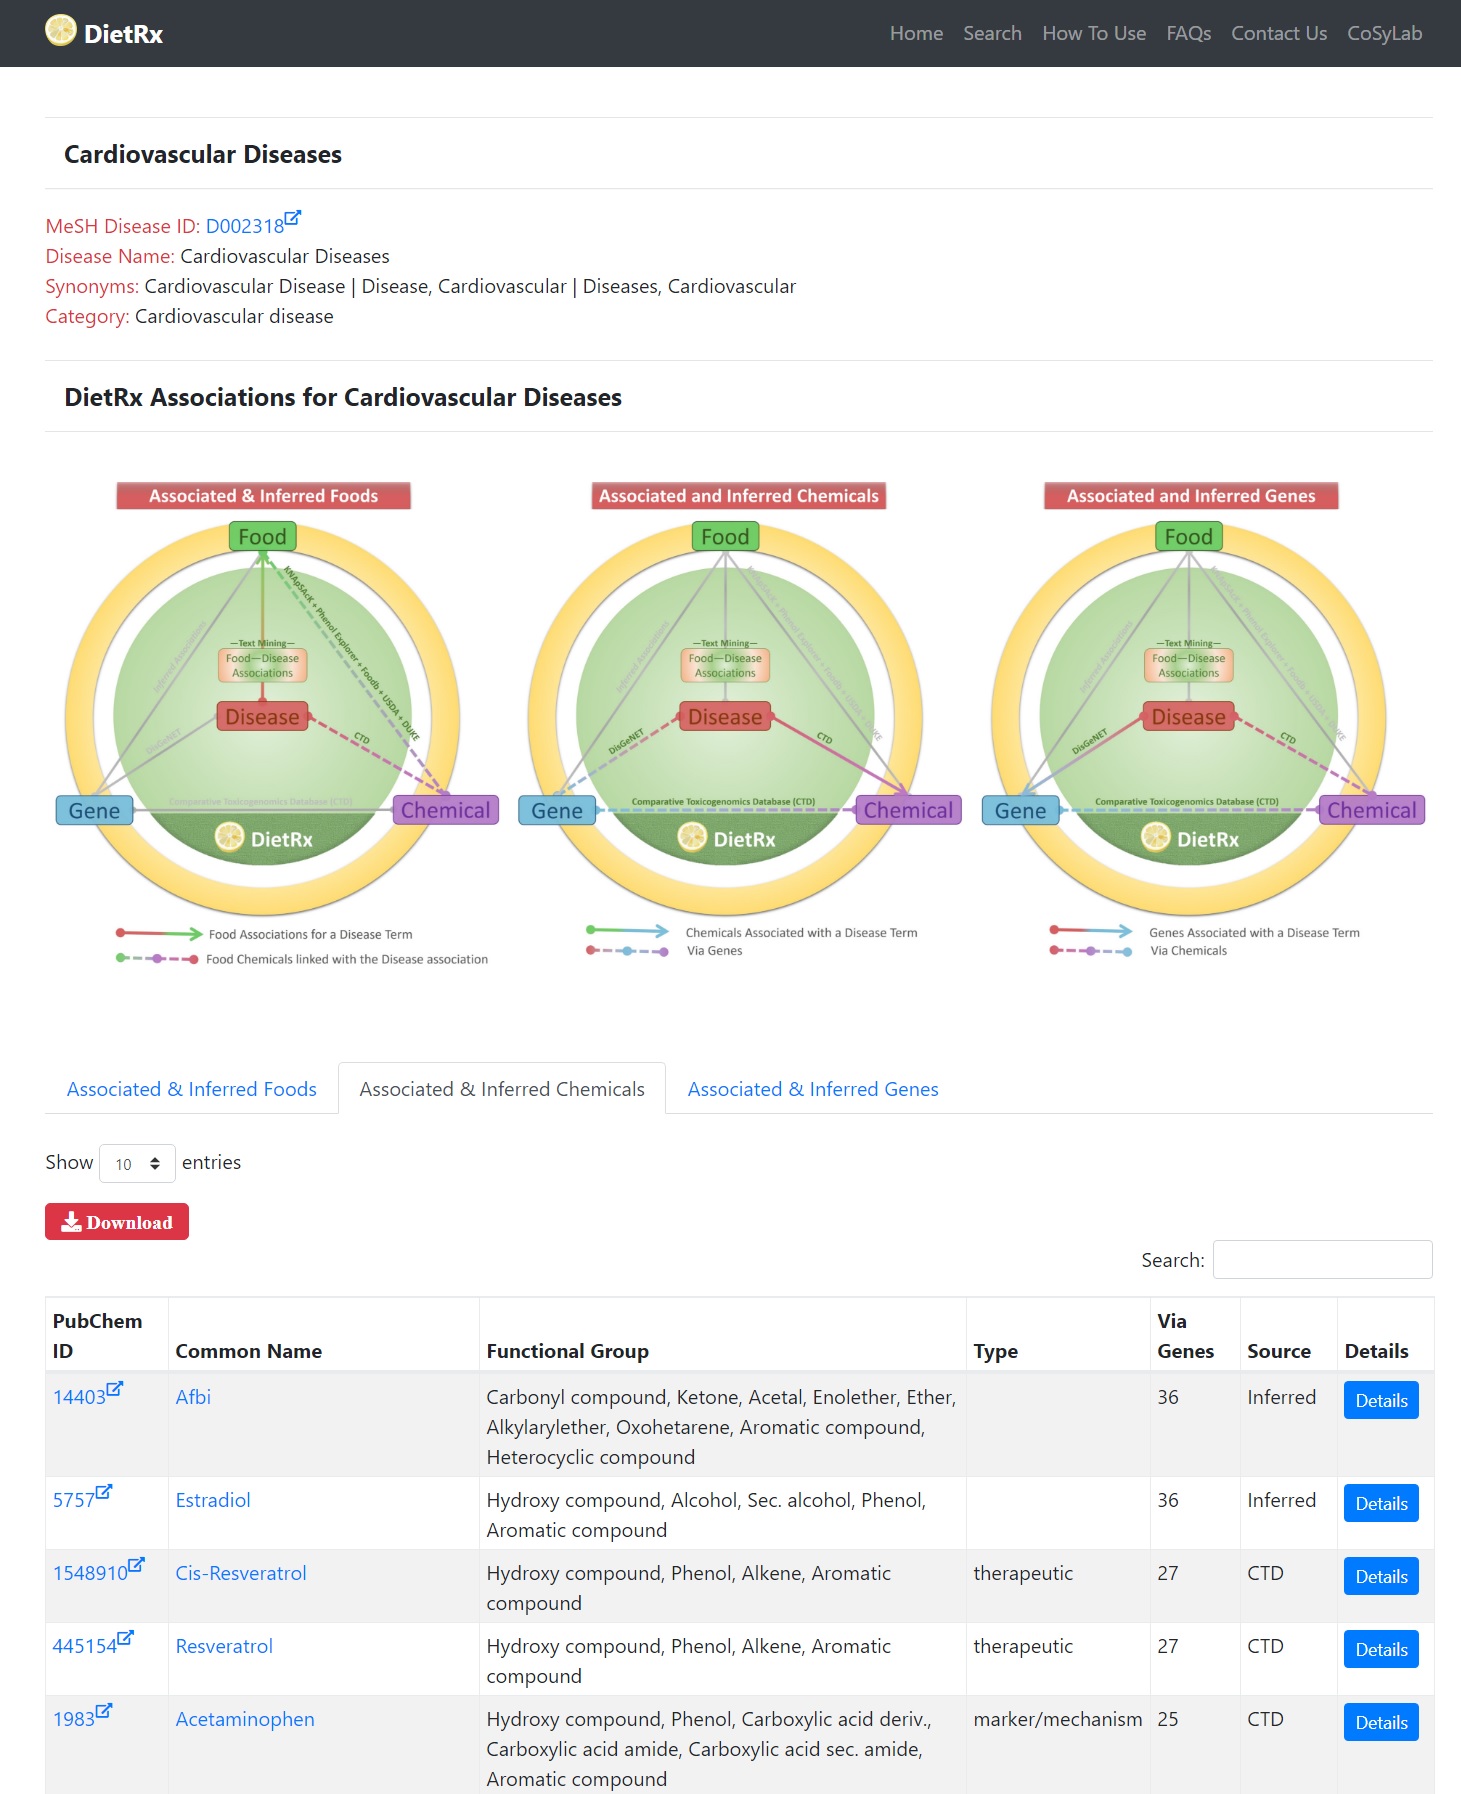 DietRx
Home Search How To Use FAQs Contact Us CoSyLab
Cardiovascular Diseases
MeSH Disease ID: D002318
Disease Name: Cardiovascular Diseases
Synonyms: Cardiovascular Disease | Disease, Cardiovascular | Diseases, Cardiovascular
Category: Cardiovascular disease
DietRx Associations for Cardiovascular Diseases
Associated & Inferred Foods
Food
KNApSAcK + Phenol Explorer + Foodb + USDA + DUKE
Inferred Associations
—Text Mining—
Food—Disease
Associations
Disease
DisGeNET
CTD
Gene
Comparative Toxicogenomics Database (CTD)
Chemical
DietRx
Food Associations for a Disease Term
Food Chemicals linked with the Disease association
Associated and Inferred Chemicals
Food
KNApSAcK + Phenol Explorer + Foodb + USDA + DUKE
Inferred Associations
—Text Mining—
Food—Disease
Associations
Disease
DisGeNET
CTD
Gene
Comparative Toxicogenomics Database (CTD)
Chemical
DietRx
Chemicals Associated with a Disease Term
Via Genes
Associated and Inferred Genes
Food
KNApSAcK + Phenol Explorer + Foodb + USDA + DUKE
Inferred Associations
—Text Mining—
Food—Disease
Associations
Disease
DisGeNET
CTD
Gene
Comparative Toxicogenomics Database (CTD)
Chemical
DietRx
Genes Associated with a Disease Term
Via Chemicals
Associated & Inferred Foods Associated & Inferred Chemicals Associated & Inferred Genes
Show 10 entries
Download
Search:
PubChem ID Common Name Functional Group Type Via Genes Source Details
14403 Afbi Carbonyl compound, Ketone, Acetal, Enolether, Ether, 36 Inferred Details
Alkylarylether, Oxohetarene, Aromatic compound,
Heterocyclic compound
5757 Estradiol Hydroxy compound, Alcohol, Sec. alcohol, Phenol, 36 Inferred Details
Aromatic compound
1548910 Cis-Resveratrol Hydroxy compound, Phenol, Alkene, Aromatic therapeutic 27 CTD Details
compound
445154 Resveratrol Hydroxy compound, Phenol, Alkene, Aromatic therapeutic 27 CTD Details
compound
1983 Acetaminophen Hydroxy compound, Phenol, Carboxylic acid deriv., marker/mechanism 25 CTD Details
Carboxylic acid amide, Carboxylic acid sec. amide,
Aromatic compound